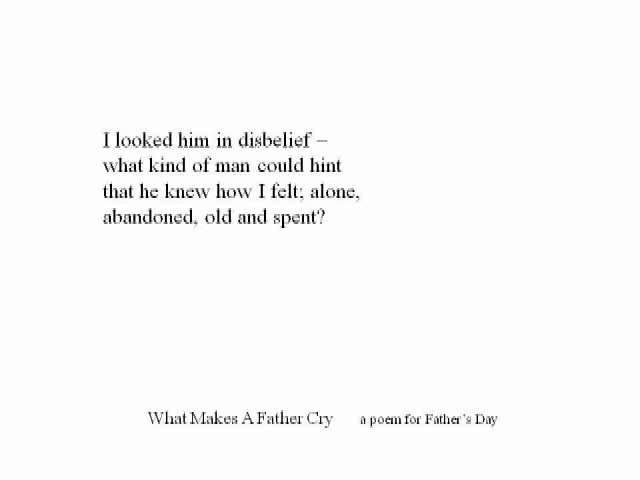 I looked him in disbelief –
what kind of man could hint
that he knew how I felt; alone,
abandoned, old and spent?
What Makes A Father Cry a poem for Father's Day